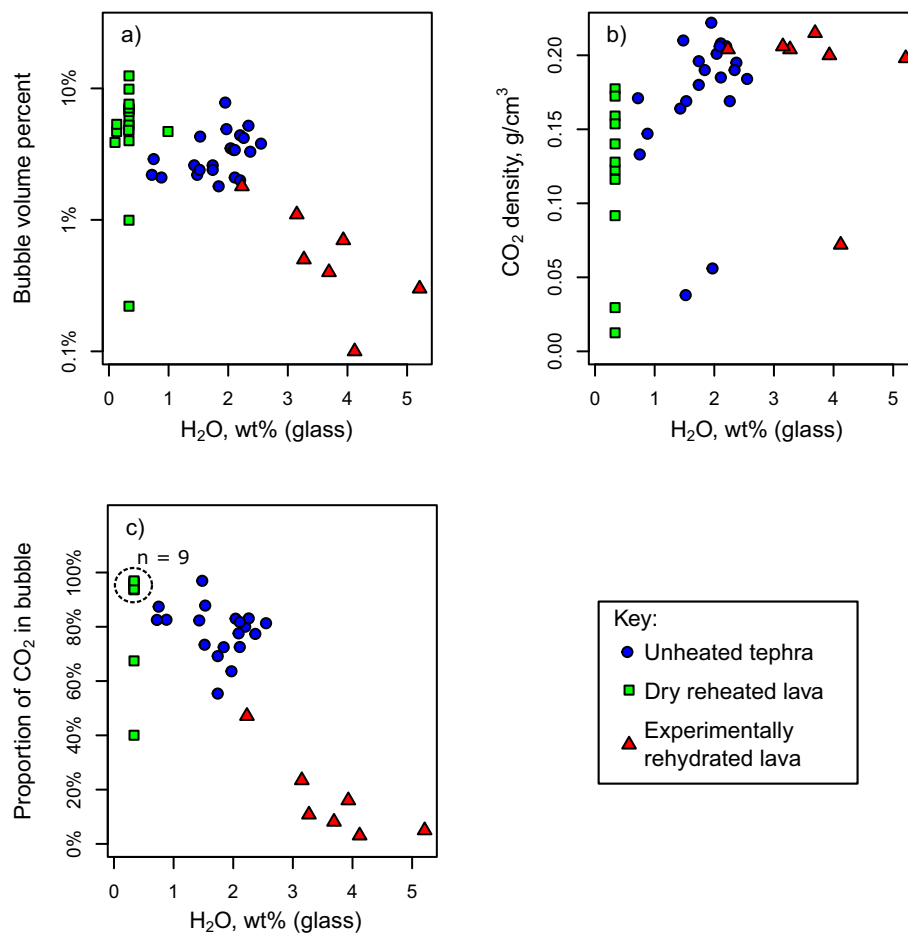 a)
10%
1%
0.1%
Bubble volume percent
0 1 2 3 4 5
H₂O, wt% (glass)
b)
0.20
0.15
0.10
0.05
0.00
CO₂ density, g/cm³
0 1 2 3 4 5
H₂O, wt% (glass)
c)
n = 9
100%
80%
60%
40%
20%
0%
Proportion of CO₂ in bubble
0 1 2 3 4 5
H₂O, wt% (glass)
Key:
Unheated tephra
Dry reheated lava
Experimentally
rehydrated lava